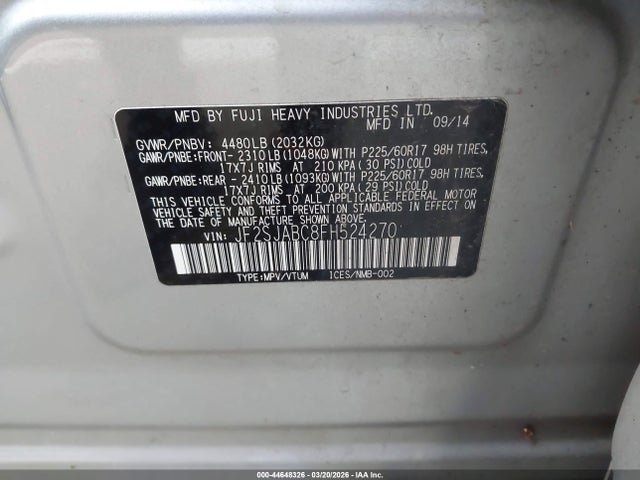 MFD BY FUJI HEAVY INDUSTRIES LTD.
MFD IN 09/14
GVWR/PNBV: 4480LB(2032KG)
GAWR/PNBE:FRONT- 2310LB(1048KG)WITH P225/60R17 98H TIRES,
17X7J RIMS AT 210 KPA(30 PSI)COLD
GAWR/PNBE:REAR - 2410LB(1093KG)WITH P225/60R17 98H TIRES,
17X7J RIMS AT 200 KPA(29 PSI)COLD
THIS VEHICLE CONFORMS TO ALL APPLICABLE FEDERAL MOTOR
VEHICLE SAFETY, BUMPER, AND THEFT PREVENTION STANDARDS IN EFFECT ON
THE DATE OF MANUFACTURE SHOWN ABOVE.
VIN: JF2SJABC8FH524270
TYPE:MPV/VTUM ICES/NMB-002
000-44648326 - 03/20/2026 - IAA Inc.